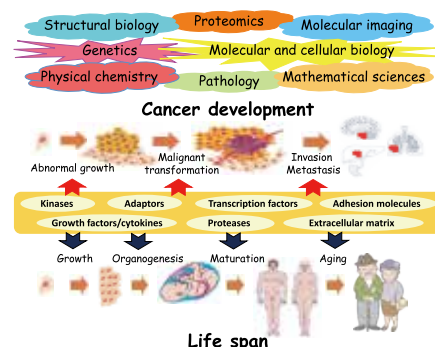 Structural biology
Proteomics
Molecular imaging
Genetics
Molecular and cellular biology
Physical chemistry
Pathology
Mathematical sciences
Cancer development
Abnormal growth
Malignant
transformation
Invasion
Metastasis
Kinases
Adaptors
Transcription factors
Adhesion molecules
Growth factors/cytokines
Proteases
Extracellular matrix
Growth
Organogenesis
Maturation
Aging
Life span